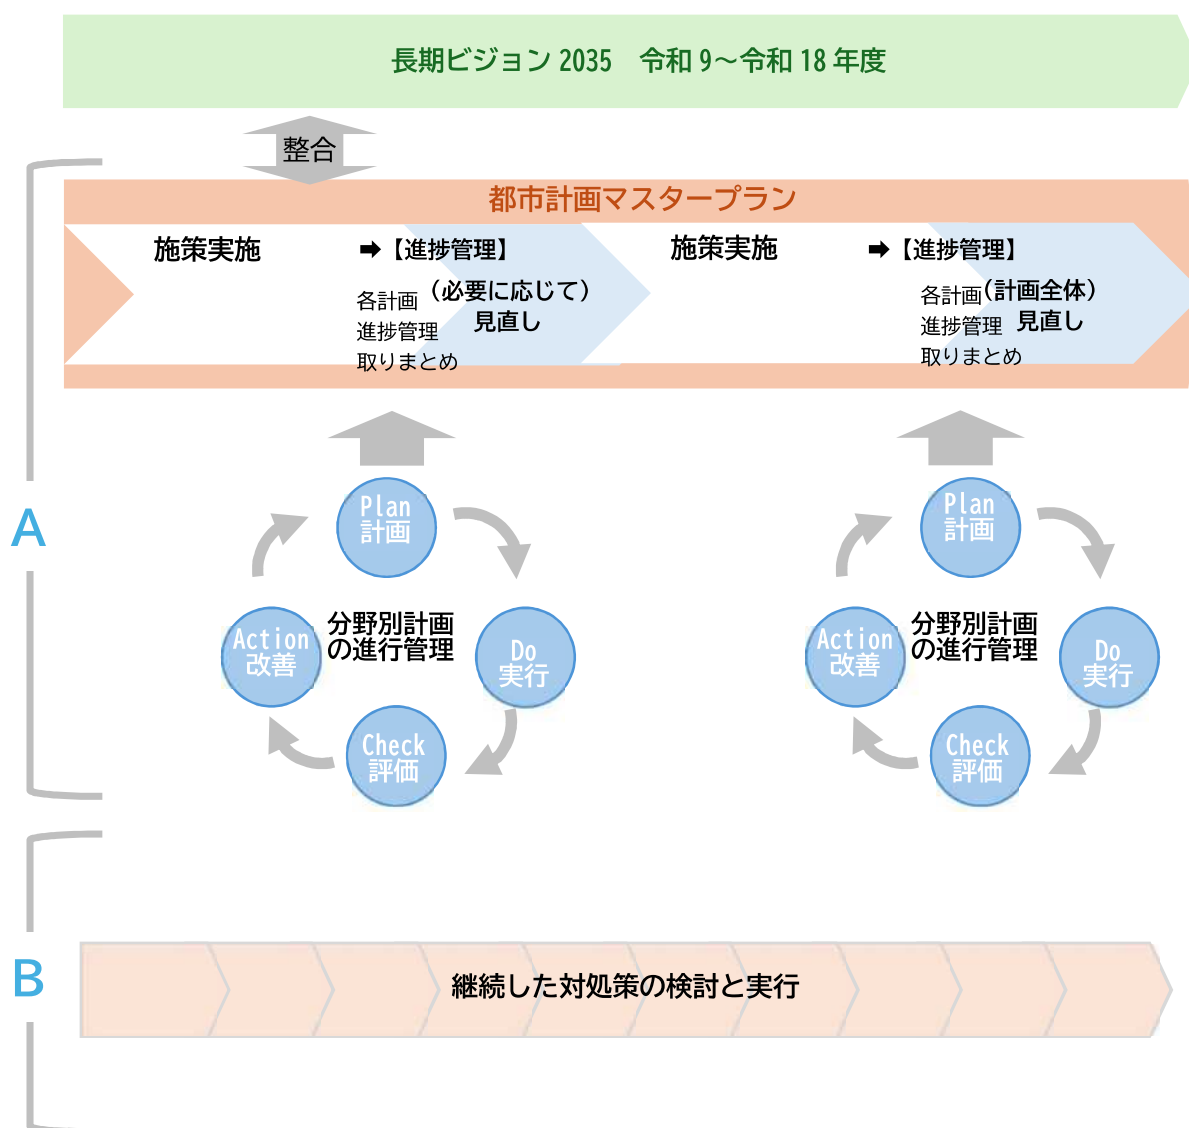 長期ビジョン 2035　令和 9～令和 18 年度
整合
都市計画マスタープラン
施策実施
➡【進捗管理】
各計画
進捗管理
取りまとめ
（必要に応じて）
見直し
施策実施
➡【進捗管理】
各計画
進捗管理
取りまとめ
（計画全体）
見直し
A
Plan
計画
Action
改善
分野別計画
の進行管理
Do
実行
Check
評価
Plan
計画
Action
改善
分野別計画
の進行管理
Do
実行
Check
評価
B
継続した対処策の検討と実行